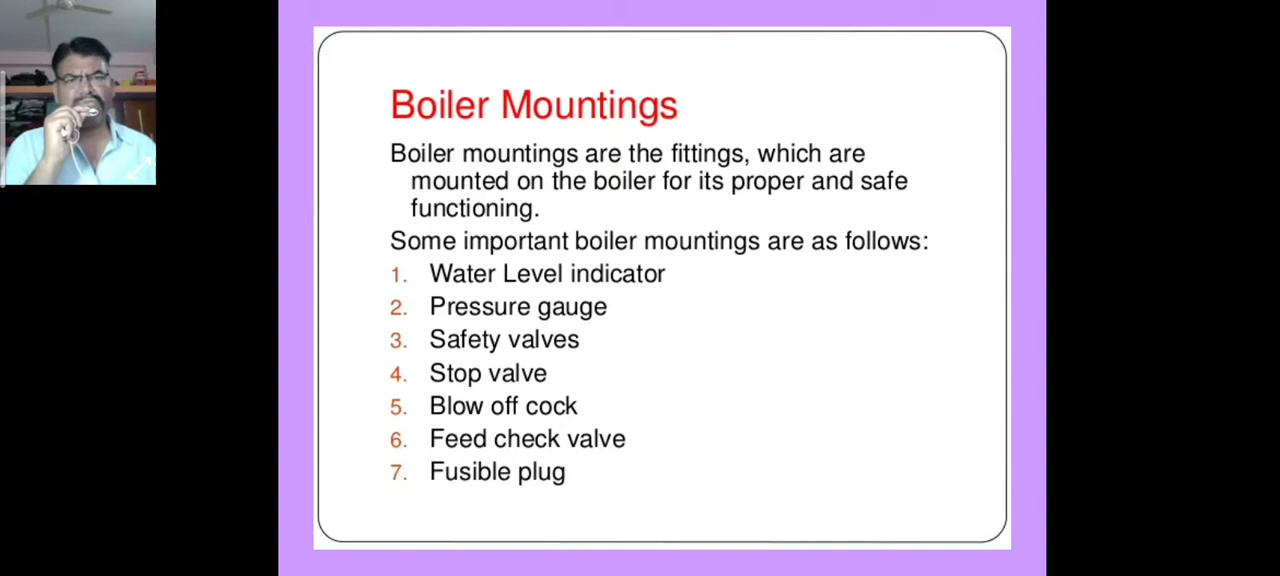 Boiler Mountings
Boiler mountings are the fittings, which are
mounted on the boiler for its proper and safe
functioning.
Some important boiler mountings are as follows:
1. Water Level indicator
2. Pressure gauge
3. Safety valves
4. Stop valve
5. Blow off cock
6. Feed check valve
7. Fusible plug